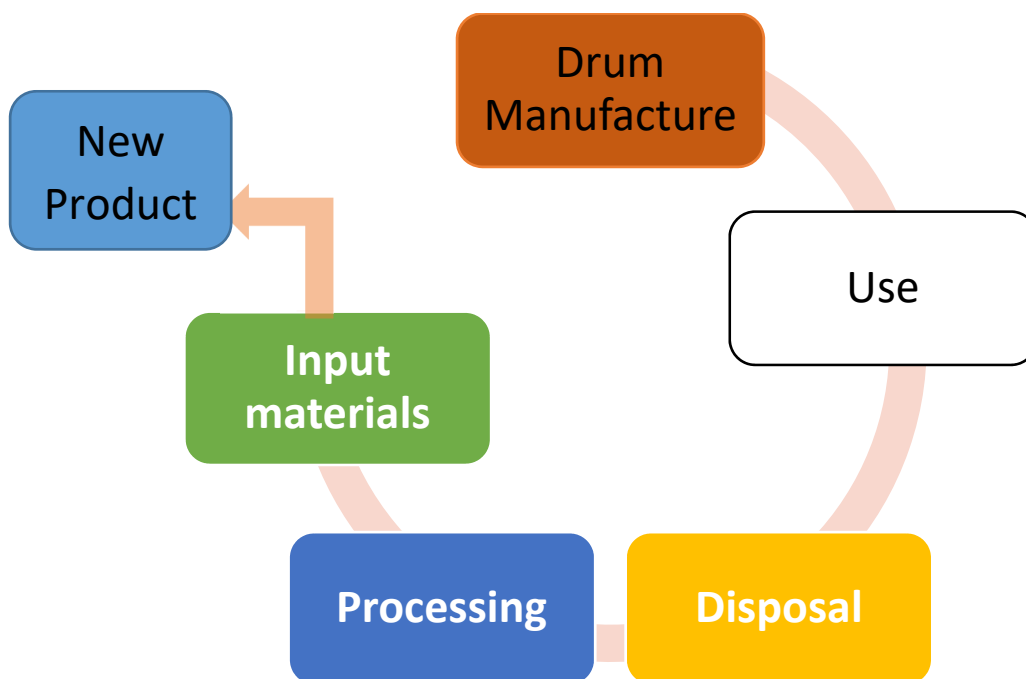 Drum
Manufacture
New
Product
Use
Input
materials
Processing
Disposal